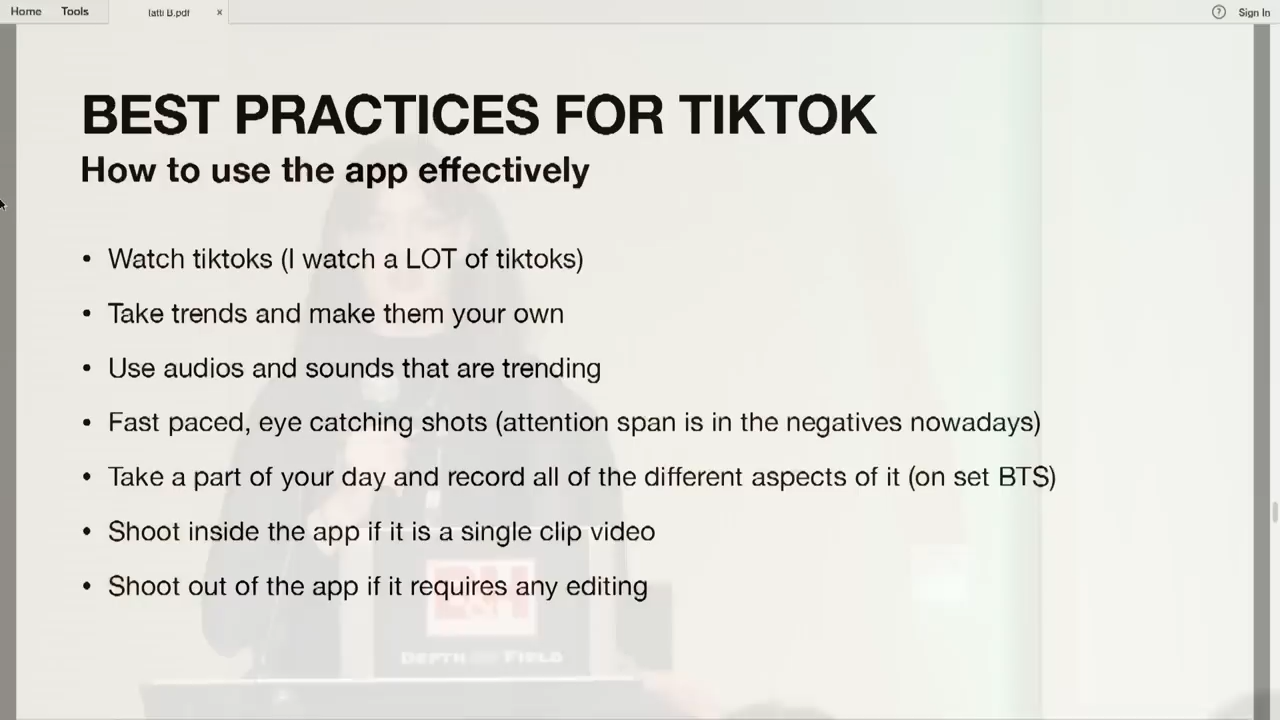 Home Tools Tatti B.pdf × ? Sign In
BEST PRACTICES FOR TIKTOK
How to use the app effectively
• Watch tiktoks (I watch a LOT of tiktoks)
• Take trends and make them your own
• Use audios and sounds that are trending
• Fast paced, eye catching shots (attention span is in the negatives nowadays)
• Take a part of your day and record all of the different aspects of it (on set BTS)
• Shoot inside the app if it is a single clip video
• Shoot out of the app if it requires any editing
B&H
DEPTH OF FIELD